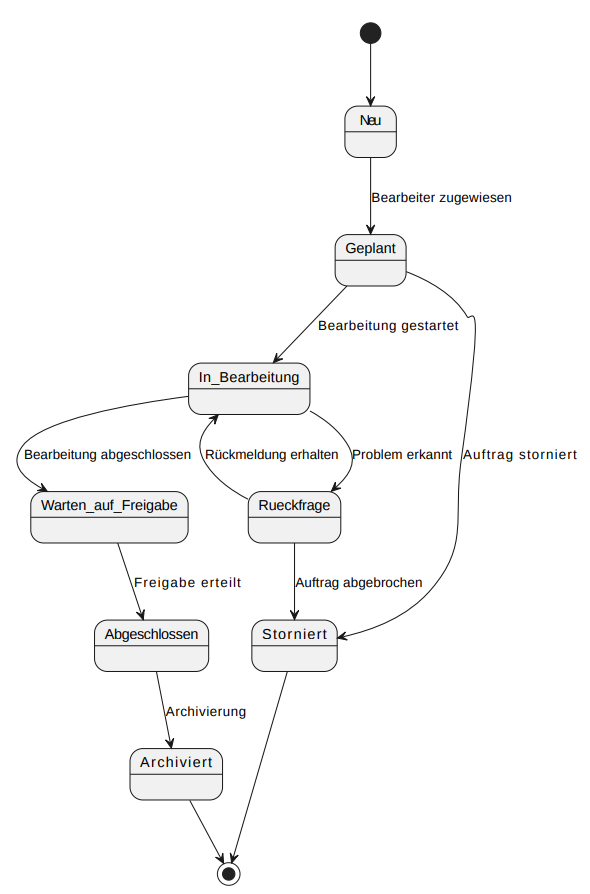 Neu
Bearbeiter zugewiesen
Geplant
Bearbeitung gestartet
In_Bearbeitung
Bearbeitung abgeschlossen
Rückmeldung erhalten
Problem erkannt
Auftrag storniert
Warten_auf_Freigabe
Rueckfrage
Freigabe erteilt
Auftrag abgebrochen
Abgeschlossen
Storniert
Archivierung
Archiviert